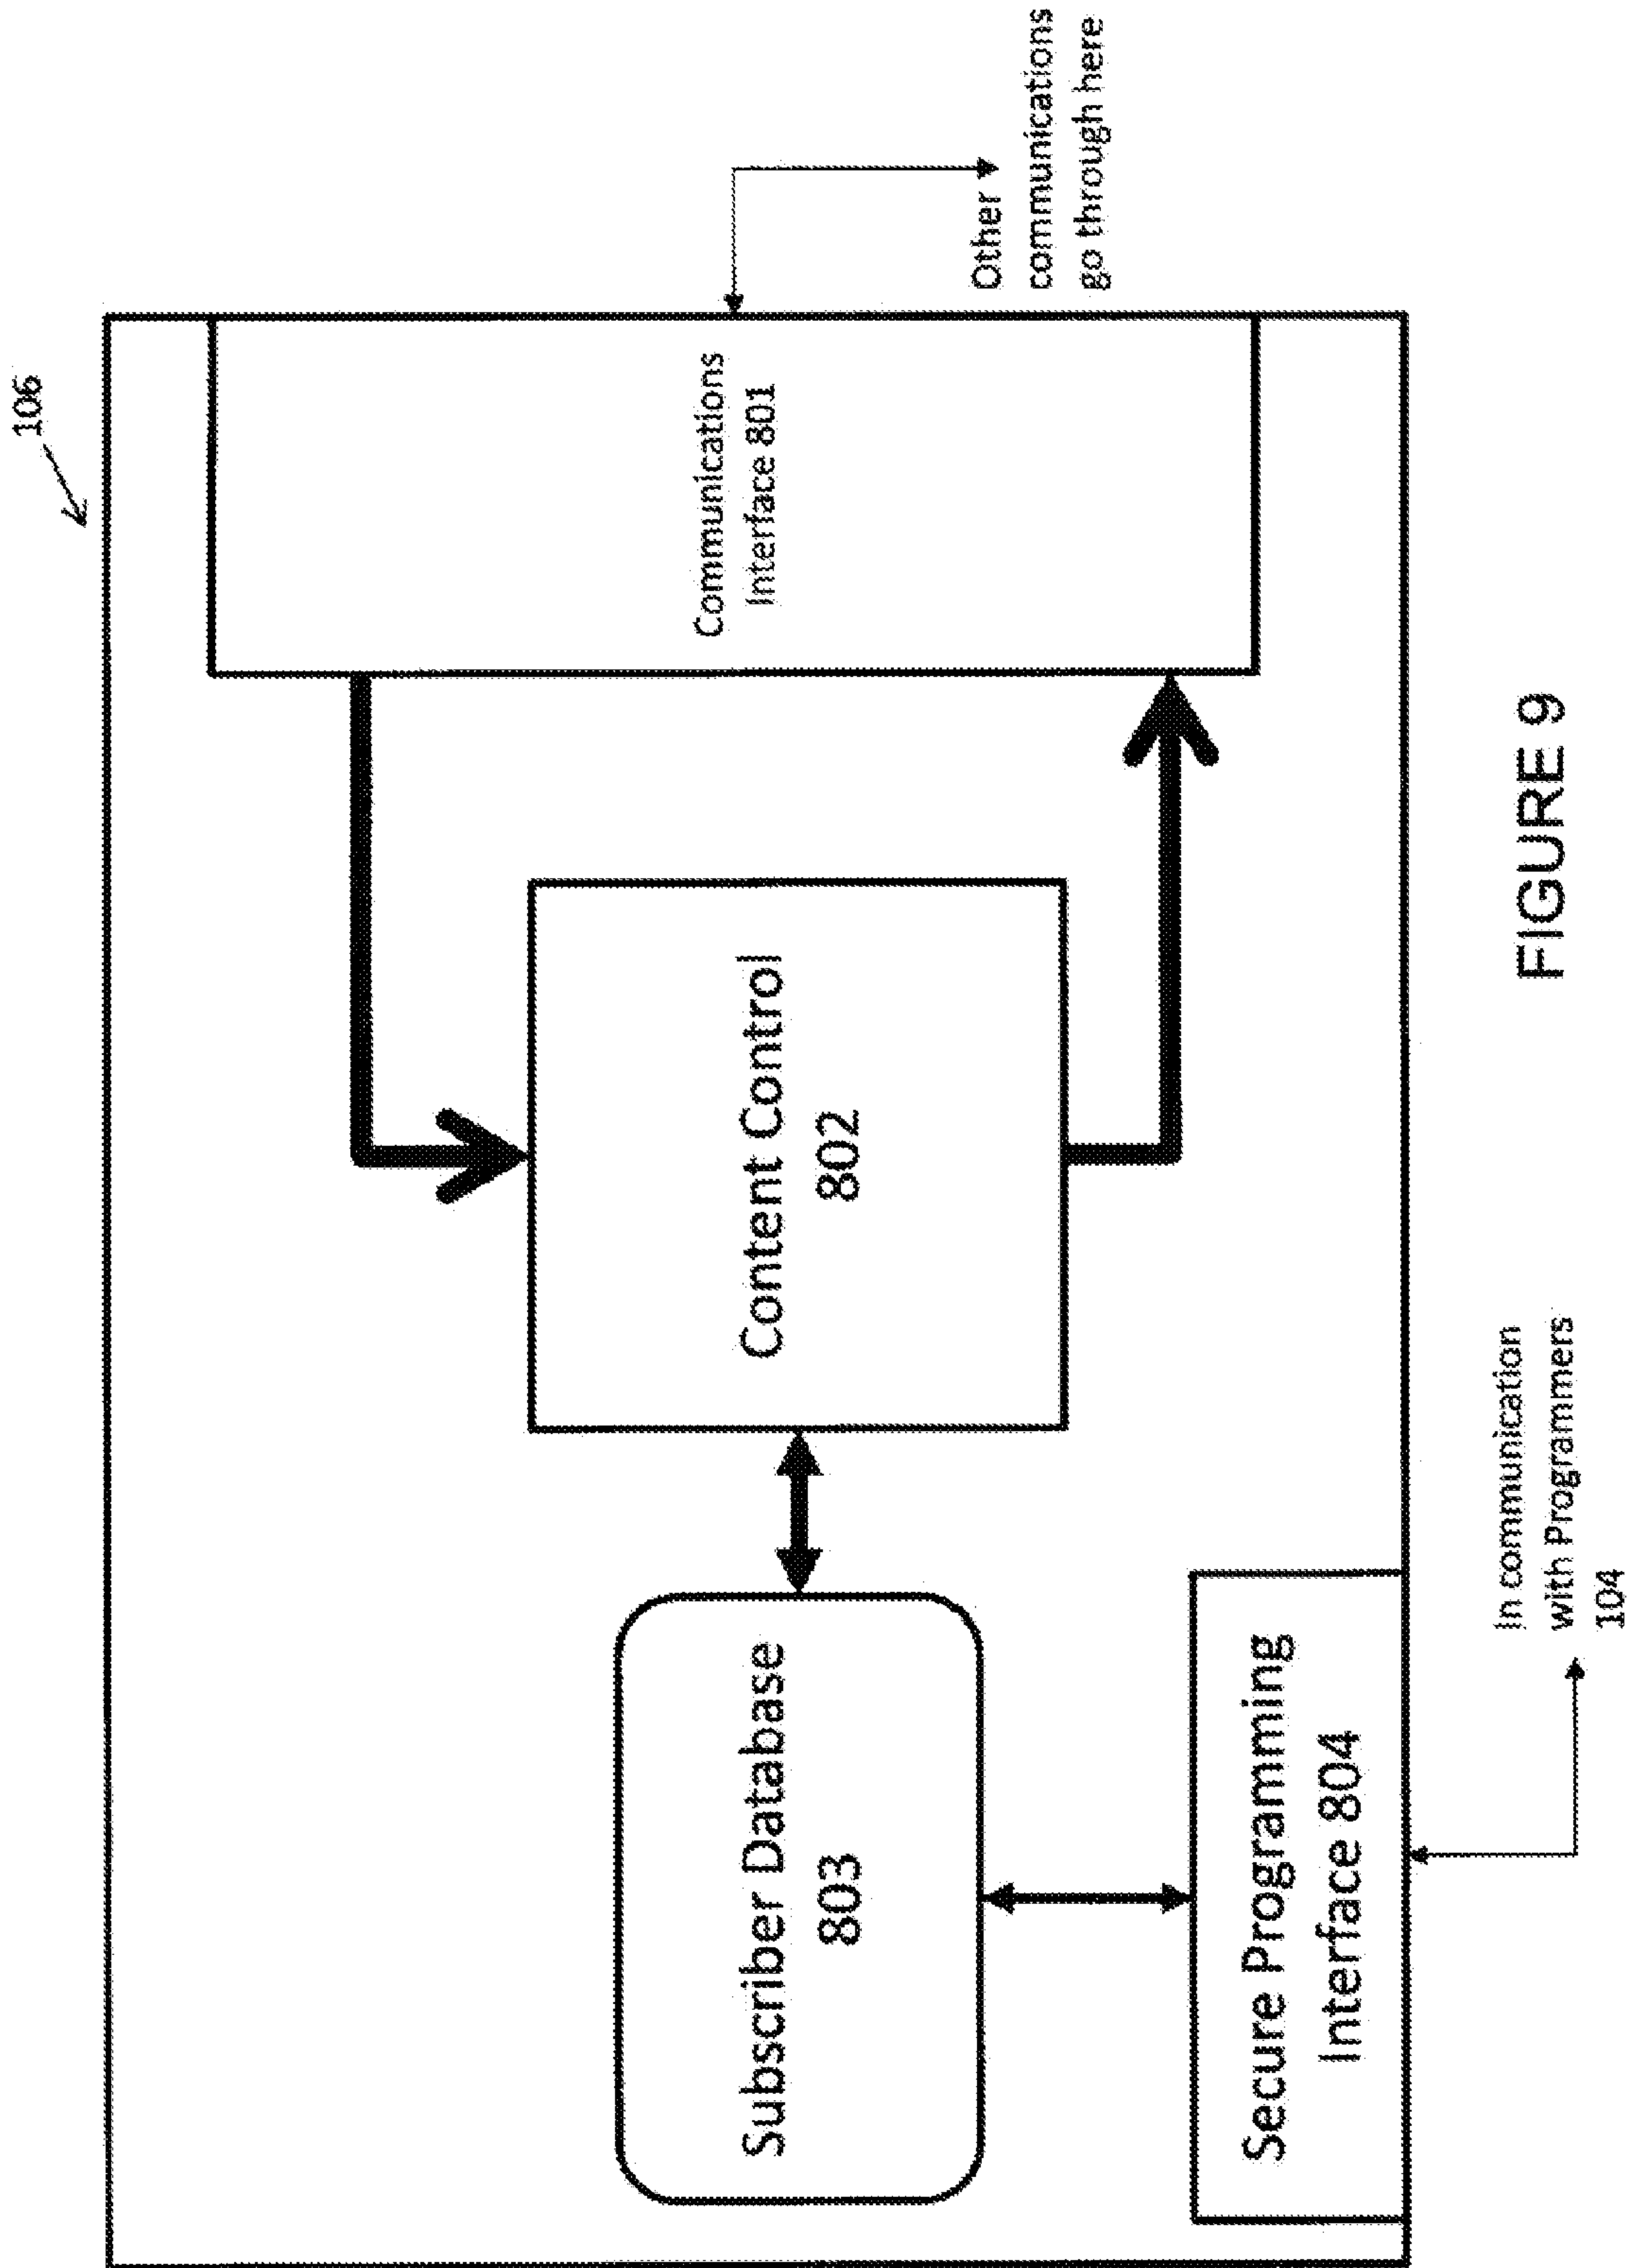 106
Communications
Interface 801
Other
communications
go through here
Content Control
802
Subscriber Database
803
Secure Programming
Interface 804
In communication
with Programmers
104
FIGURE 9